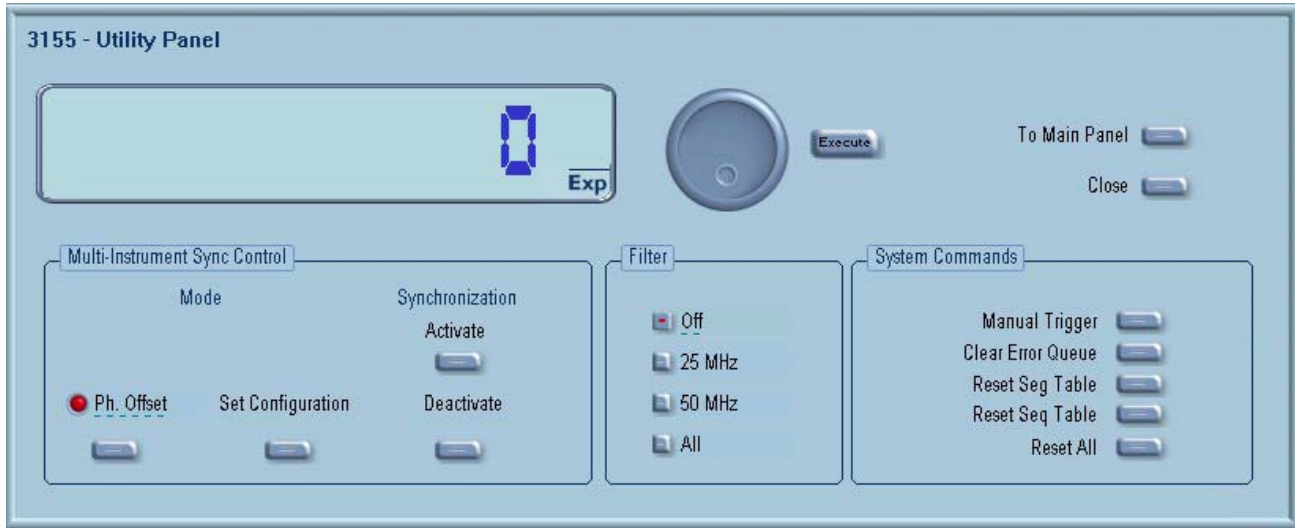 3155 - Utility Panel
0
Exp
Execute
To Main Panel
Close
Multi-Instrument Sync Control
Mode
Synchronization
Activate
Ph. Offset
Set Configuration
Deactivate
Filter
Off
25 MHz
50 MHz
All
System Commands
Manual Trigger
Clear Error Queue
Reset Seg Table
Reset Seq Table
Reset All